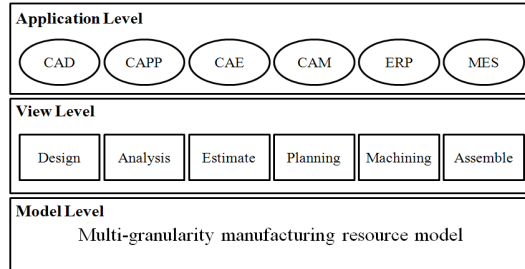 Application Level
CAD CAPP CAE CAM ERP MES
View Level
Design Analysis Estimate Planning Machining Assemble
Model Level
Multi-granularity manufacturing resource model